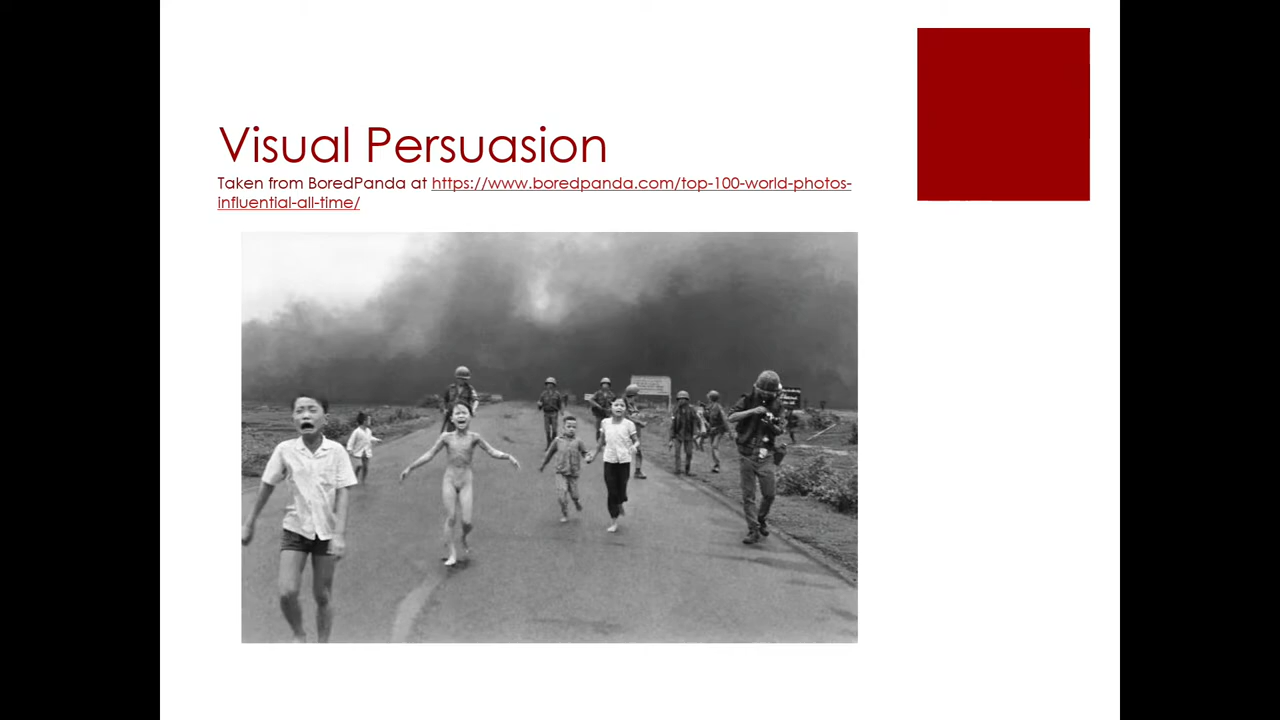 Visual Persuasion
Taken from BoredPanda at https://www.boredpanda.com/top-100-world-photos-
influential-all-time/